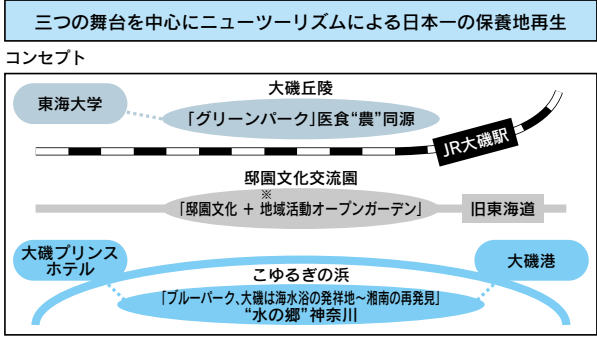 三つの舞台を中心にニューツーリズムによる日本一の保養地再生
コンセプト
大磯丘陵
東海大学
「グリーンパーク」医食“農”同源
JR大磯駅
邸園文化交流園
※
「邸園文化 + 地域活動オープンガーデン」
旧東海道
大磯プリンス
ホテル
大磯港
こゆるぎの浜
「ブルーパーク、大磯は海水浴の発祥地〜湘南の再発見」
“水の郷”神奈川